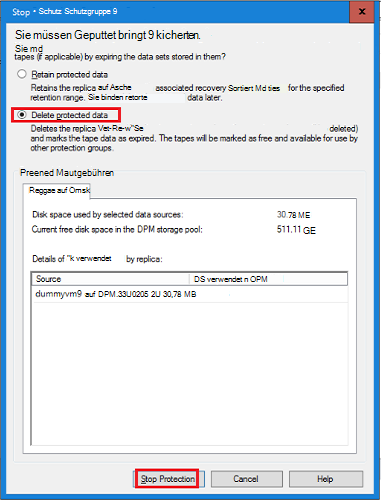 Stop • Schutz Schutzgruppe 9
Sie müssen Geputtet bringt 9 kicherten.
Sie md
tapes (if applicable) by expiring the data sets stored in them?
Retain protected data
Retains the replica auf Asche associated recovery Sortiert Md ties for the specified
retention range. Sie binden retorte data later.
Delete protected data
Deletes the replica Vet-Re-w"Se deleted)
and marks the tape data as expired. The tapes will be marked as free and available for use by
other protection groups.
Preened Mautgebühren
Reggae auf Omsk
Disk space used by selected data sources: 30.78 ME
Current free disk space in the DPM storage pool: 511.11 GE
Details of "k verwendet by replica:
Source DS verwendet n OPM
dummyvm9 auf DPM.33U0205 2U 30,78 MB
Stop Protection Cancel Help